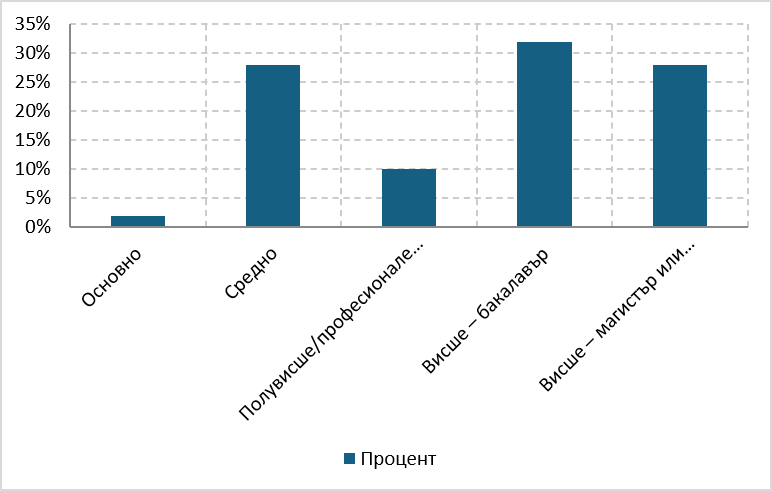 35%
30%
25%
20%
15%
10%
5%
0%
Основно
Средно
Полувисше/професионале...
Висше – бакалавър
Висше – магистър или...
Процент